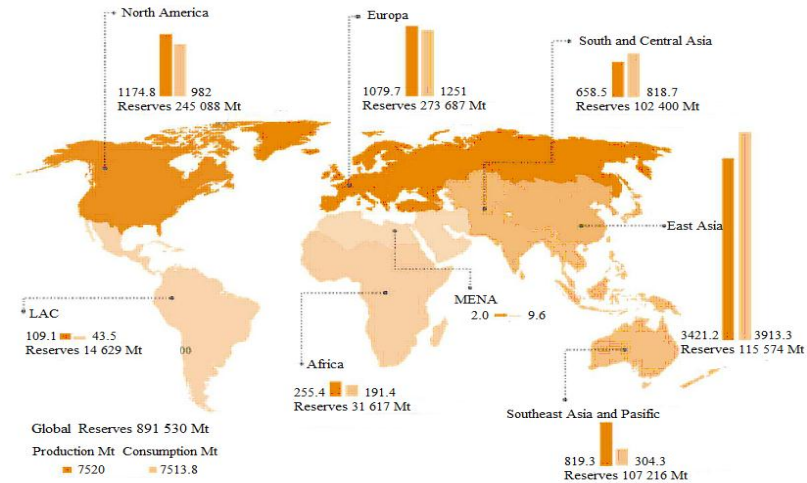 North America
1174.8 982
Reserves 245 088 Mt
Europa
1079.7 1251
Reserves 273 687 Mt
South and Central Asia
658.5 818.7
Reserves 102 400 Mt
East Asia
3421.2 3913.3
Reserves 115 574 Mt
MENA
2.0 9.6
LAC
109.1 43.5
Reserves 14 629 Mt 00
Africa
255.4 191.4
Reserves 31 617 Mt
Southeast Asia and Pasific
819.3 304.3
Reserves 107 216 Mt
Global Reserves 891 530 Mt
Production Mt Consumption Mt
7520 7513.8